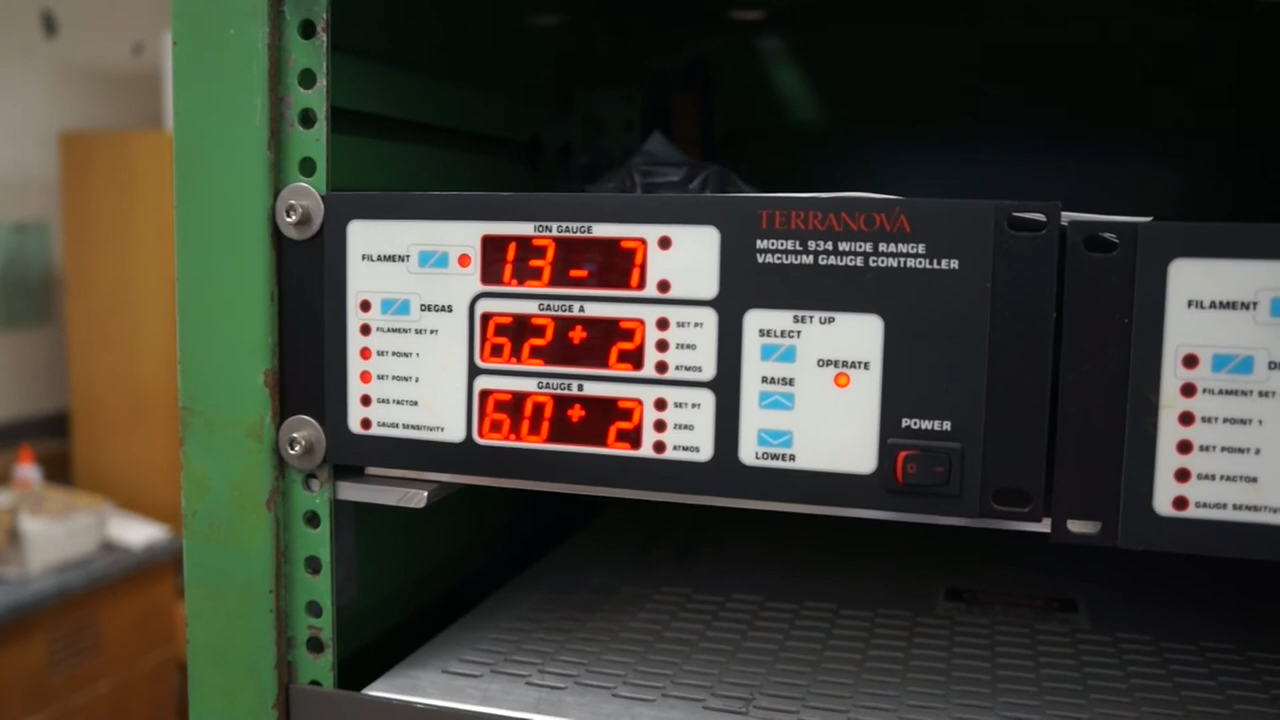 TERRANOVA
MODEL 934 WIDE RANGE
VACUUM GAUGE CONTROLLER
ION GAUGE
FILAMENT
1.3 - 7
DEGAS
FILAMENT SET PT
SET POINT 1
SET POINT 2
GAS FACTOR
GAUGE SENSITIVITY
GAUGE A
6.2 + 2
SET PT
ZERO
ATMOS
GAUGE B
6.0 + 2
SET PT
ZERO
ATMOS
SET UP
SELECT
OPERATE
RAISE
LOWER
POWER
FILAMENT
FILAMENT SET
SET POINT 1
SET POINT 2
GAS FACTOR
GAUGE SENSITIV